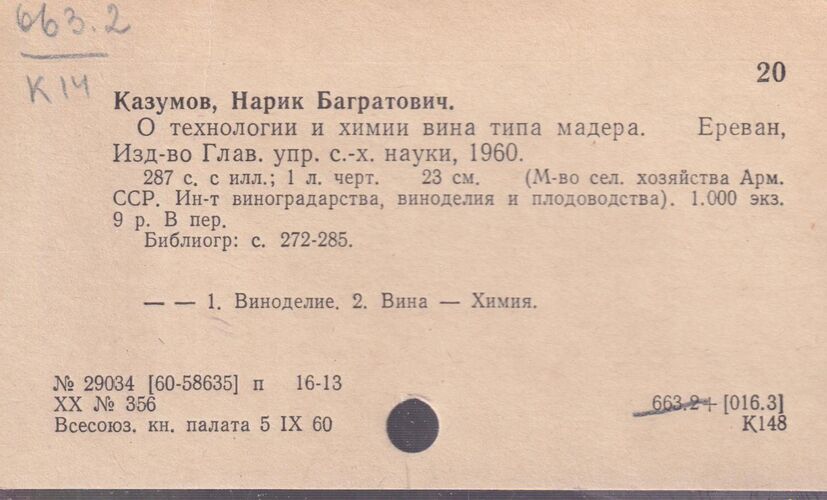 663.2
К14
20
Казумов, Нарик Багратович.
О технологии и химии вина типа мадера. Ереван,
Изд-во Глав. упр. с.-х. науки, 1960.
287 с. с илл.; 1 л. черт. 23 см. (М-во сел. хозяйства Арм.
ССР. Ин-т виноградарства, виноделия и плодоводства). 1.000 экз.
9 р. В пер.
Библиогр: с. 272-285.
— — 1. Виноделие. 2. Вина — Химия.
№ 29034 [60-58635] п 16-13
XX № 356
Всесоюз. кн. палата 5 IX 60
663.2+[016.3]
К148